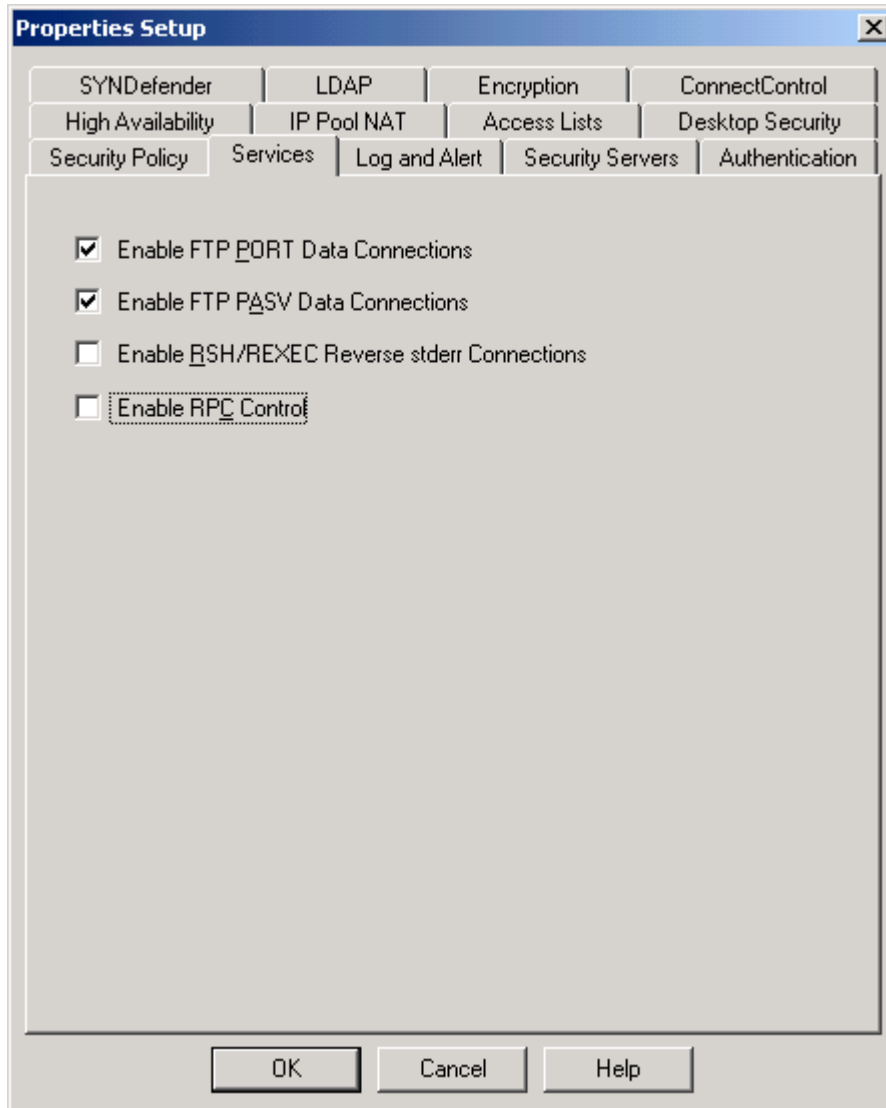 Properties Setup
SYNDefender LDAP Encryption ConnectControl
High Availability IP Pool NAT Access Lists Desktop Security
Security Policy Services Log and Alert Security Servers Authentication
Enable FTP PORT Data Connections
Enable FTP PASV Data Connections
Enable RSH/REXEC Reverse stderr Connections
Enable RPC Control
OK Cancel Help